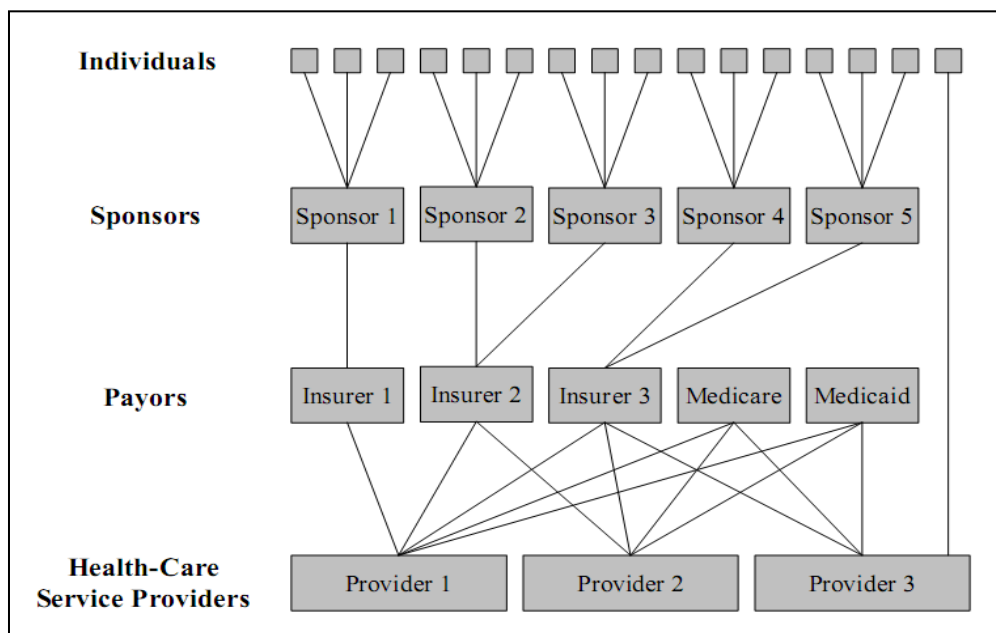 Individuals
Sponsors
Sponsor 1
Sponsor 2
Sponsor 3
Sponsor 4
Sponsor 5
Payors
Insurer 1
Insurer 2
Insurer 3
Medicare
Medicaid
Health-Care
Service Providers
Provider 1
Provider 2
Provider 3